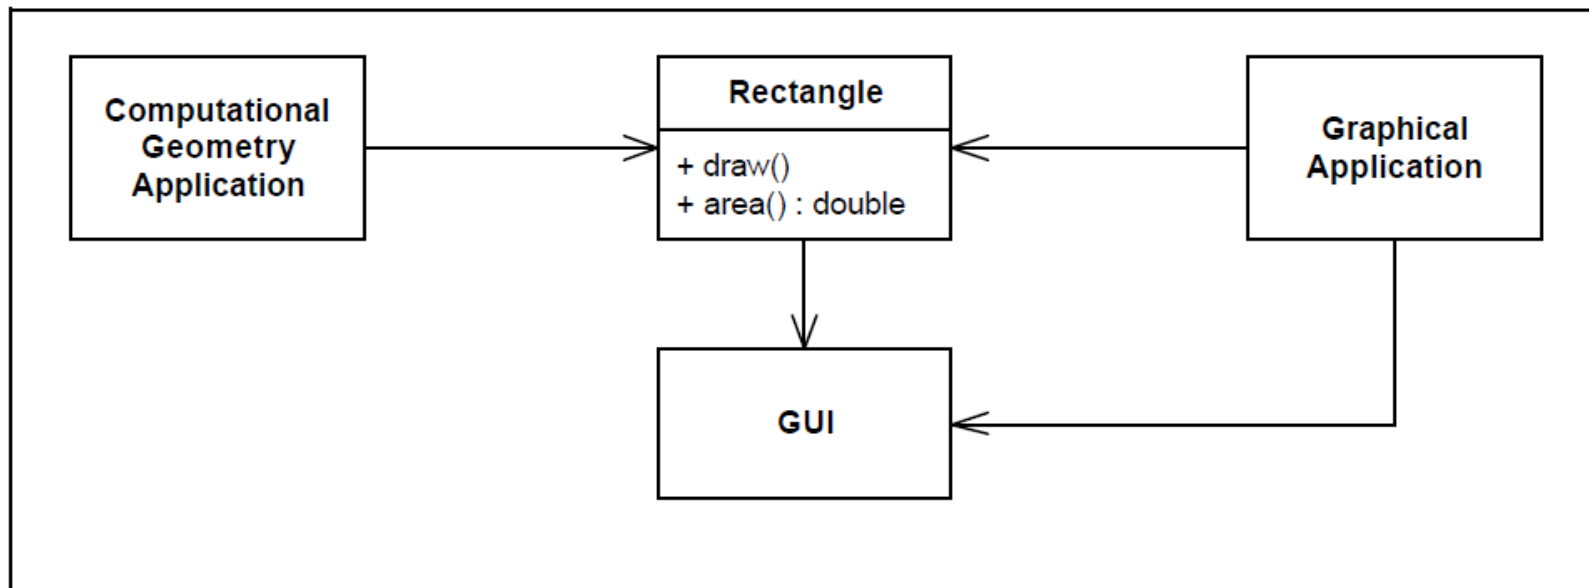 Computational
Geometry
Application
Rectangle
+ draw()
+ area() : double
Graphical
Application
GUI